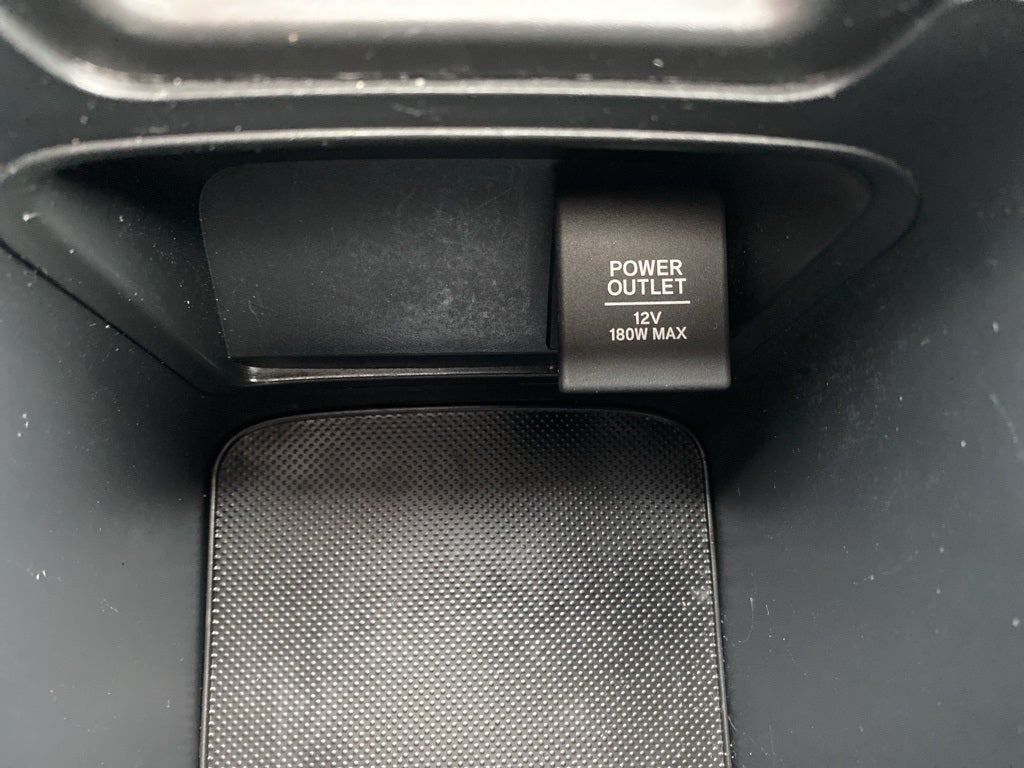 POWER
OUTLET
12V
180W MAX